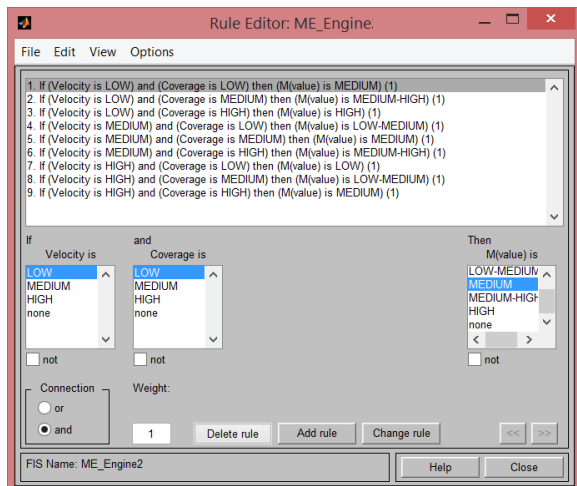 Rule Editor: ME_Engine.
File Edit View Options
1. If (Velocity is LOW) and (Coverage is LOW) then (M(value) is MEDIUM) (1)
2. If (Velocity is LOW) and (Coverage is MEDIUM) then (M(value) is MEDIUM-HIGH) (1)
3. If (Velocity is LOW) and (Coverage is HIGH) then (M(value) is HIGH) (1)
4. If (Velocity is MEDIUM) and (Coverage is LOW) then (M(value) is LOW-MEDIUM) (1)
5. If (Velocity is MEDIUM) and (Coverage is MEDIUM) then (M(value) is MEDIUM) (1)
6. If (Velocity is MEDIUM) and (Coverage is HIGH) then (M(value) is MEDIUM-HIGH) (1)
7. If (Velocity is HIGH) and (Coverage is LOW) then (M(value) is LOW) (1)
8. If (Velocity is HIGH) and (Coverage is MEDIUM) then (M(value) is LOW-MEDIUM) (1)
9. If (Velocity is HIGH) and (Coverage is HIGH) then (M(value) is MEDIUM) (1)
If
Velocity is
LOW
MEDIUM
HIGH
none
not
and
Coverage is
LOW
MEDIUM
HIGH
none
not
Then
M(value) is
LOW-MEDIUM
MEDIUM
MEDIUM-HIGH
HIGH
none
not
Connection
or
and
Weight:
1
Delete rule
Add rule
Change rule
<<
>>
FIS Name: ME_Engine2
Help
Close